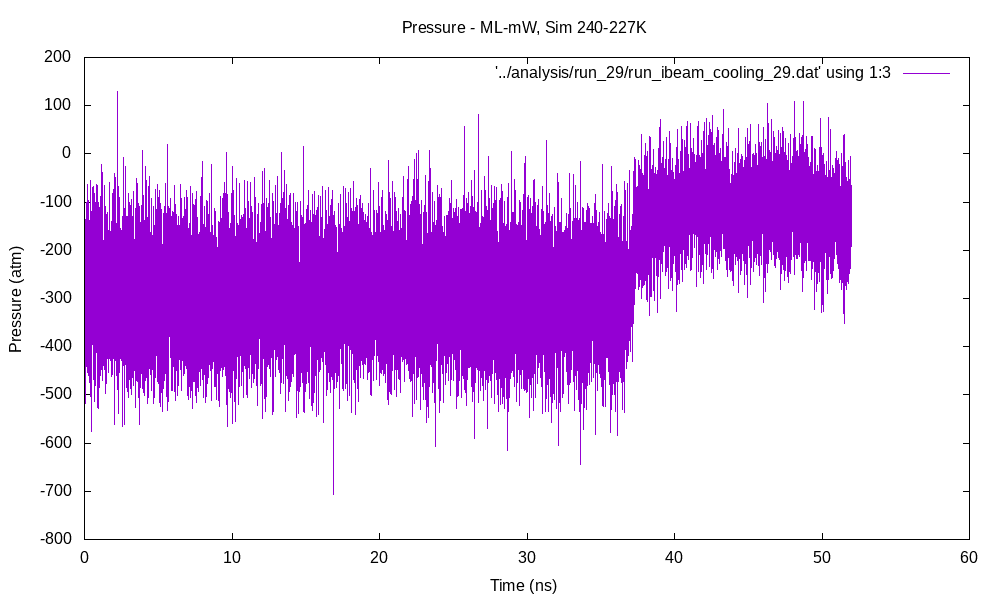 Pressure - ML-mW, Sim 240-227K
'../analysis/run_29/run_ibeam_cooling_29.dat' using 1:3
200
100
0
-100
-200
-300
-400
-500
-600
-700
-800
Pressure (atm)
0 10 20 30 40 50 60
Time (ns)